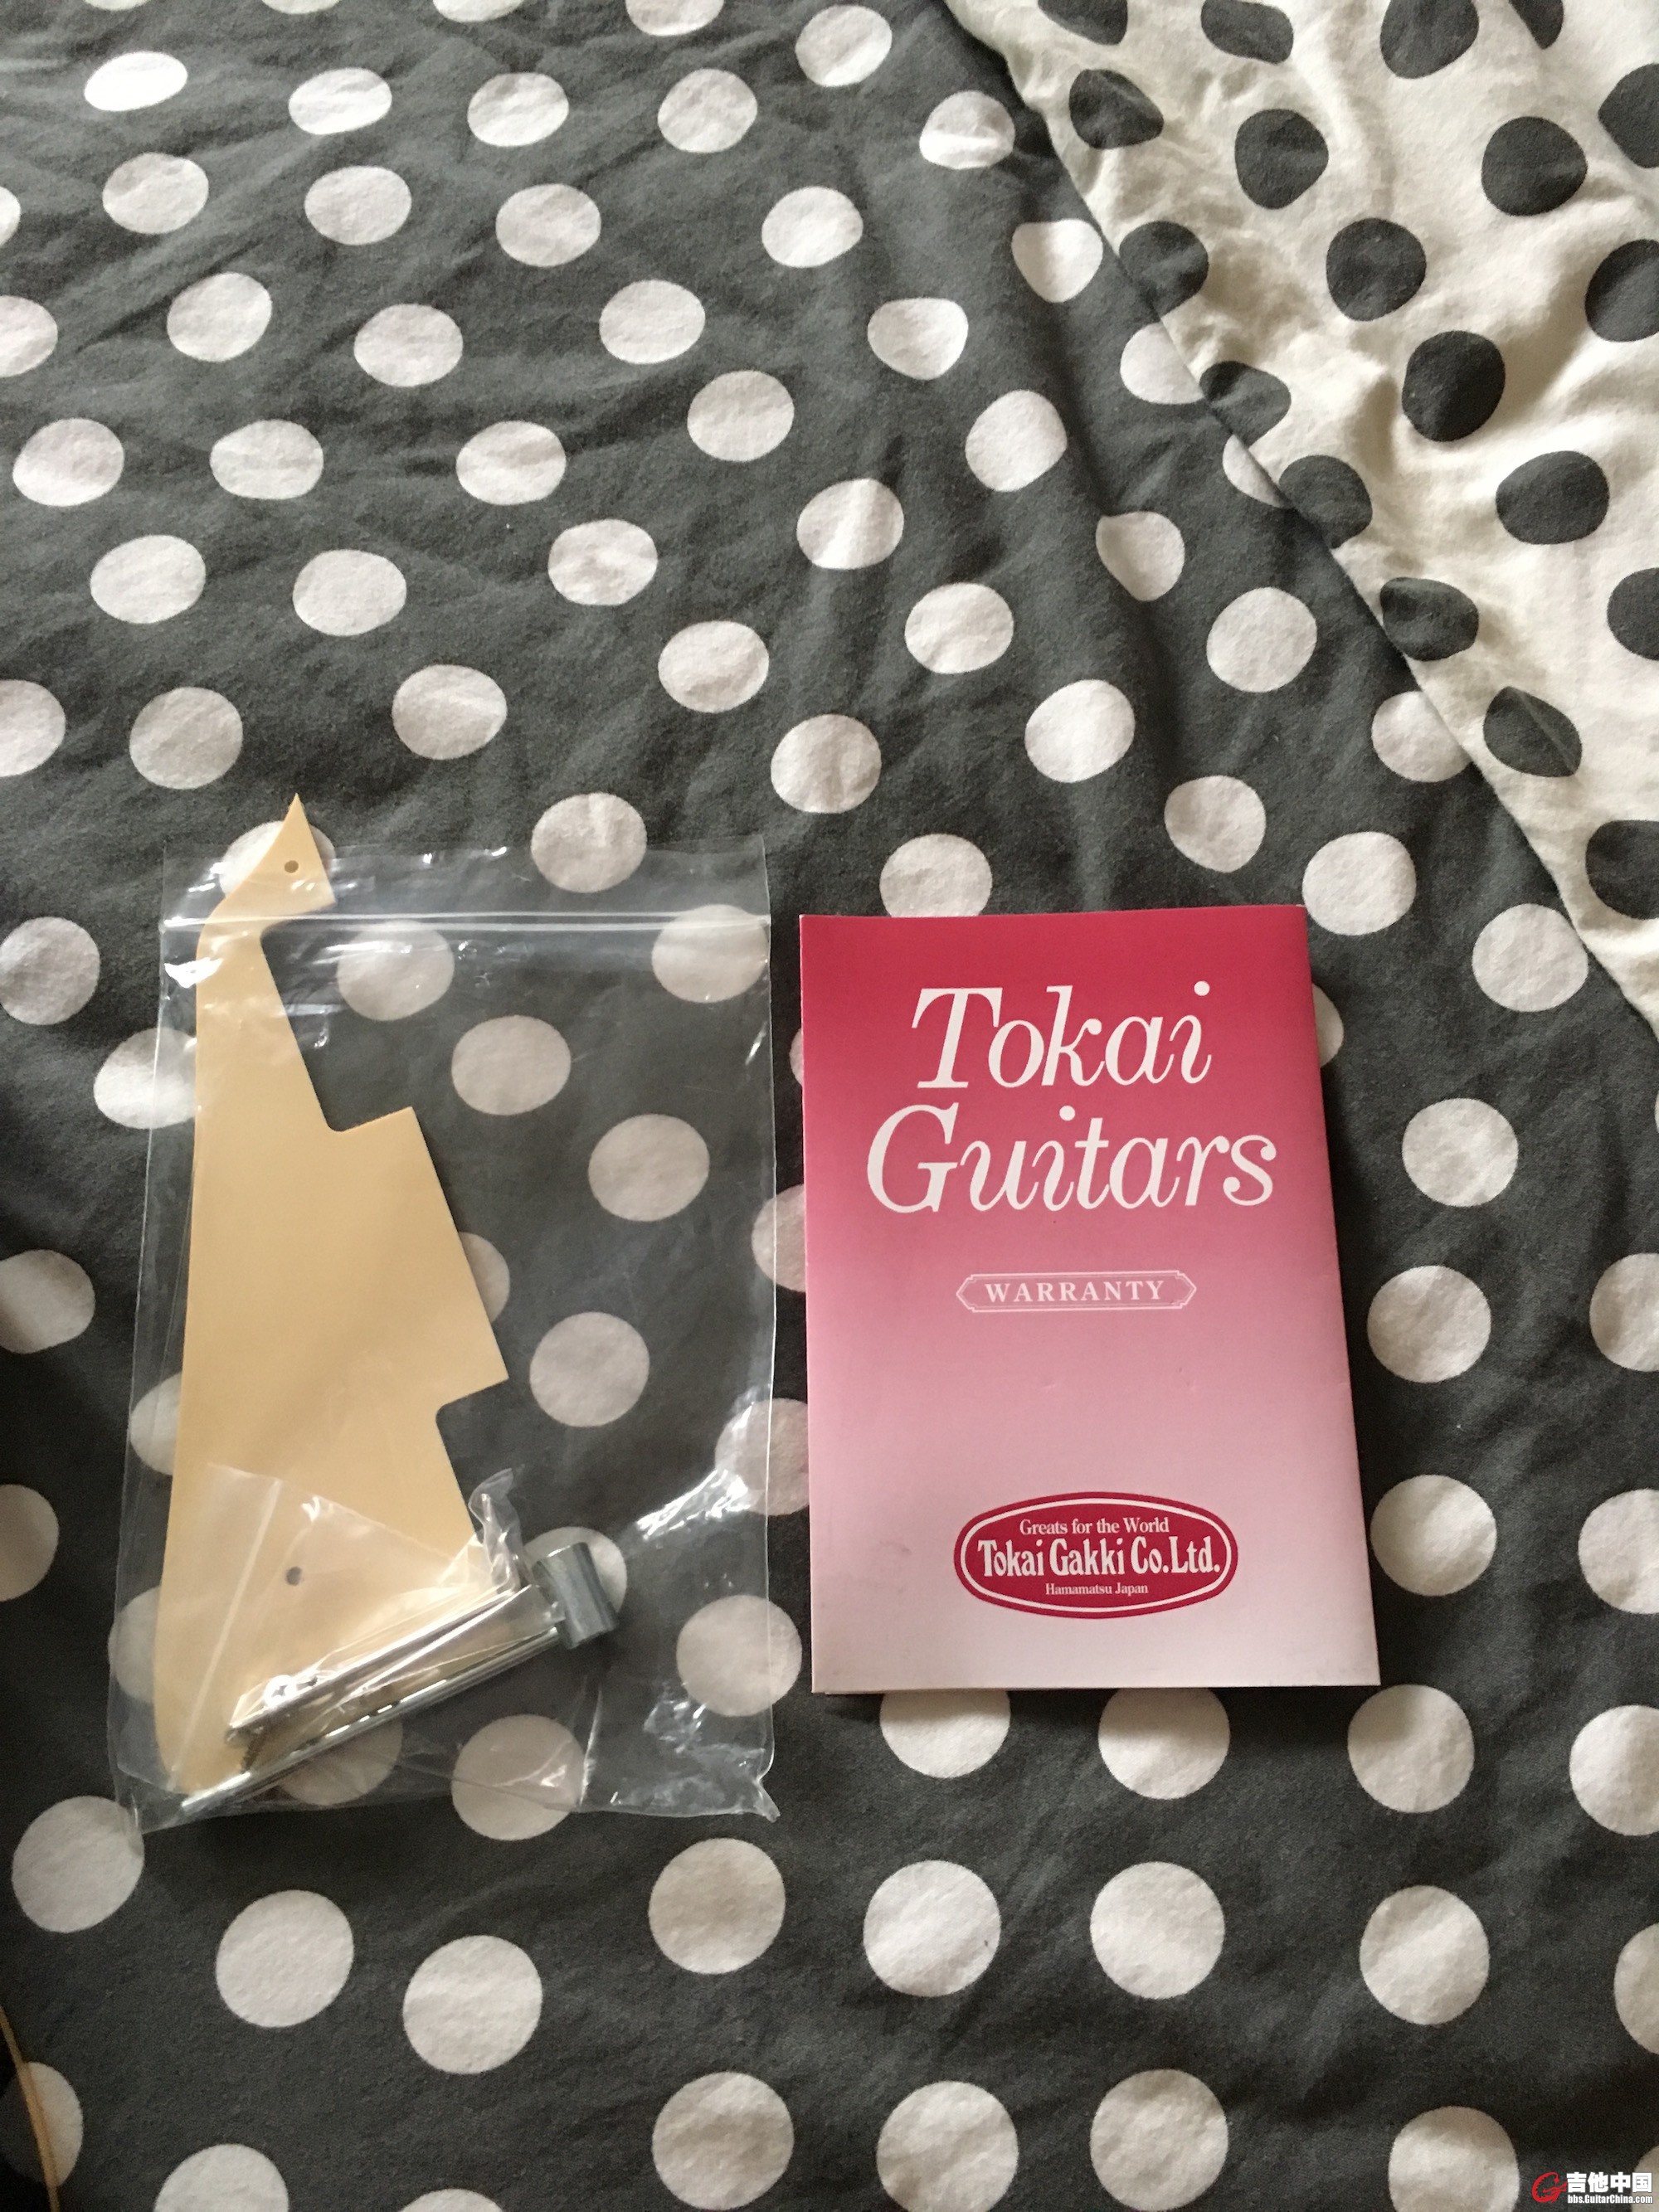 Tokai
Guitars
WARRANTY
Greats for the World
Tokai Gakki Co.Ltd.
Hamamatsu Japan
吉他中国
bbs.GuitarChina.com